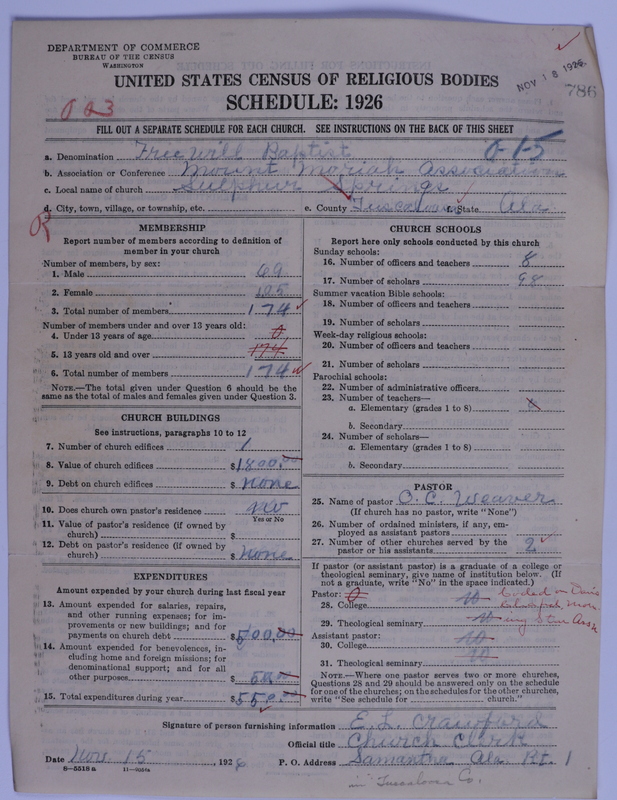 DEPARTMENT OF COMMERCE
BUREAU OF THE CENSUS
WASHINGTON
NOV 18 1926
786
UNITED STATES CENSUS OF RELIGIOUS BODIES
SCHEDULE: 1926
023
FILL OUT A SEPARATE SCHEDULE FOR EACH CHURCH. SEE INSTRUCTIONS ON THE BACK OF THIS SHEET
0-15
a. Denomination Free Will Baptist
b. Association or Conference Mount Moriah Association
c. Local name of church Sulphur Springs
d. City, town, village, or township, etc. e. County Tuscaloosa f. State Ala
R
MEMBERSHIP
Report number of members according to definition of member in your church
Number of members, by sex:
1. Male 69
2. Female 105
3. Total number of members 174
Number of members under and over 13 years old:
4. Under 13 years of age 0
5. 13 years old and over 174
6. Total number of members 174
NOTE.—The total given under Question 6 should be the same as the total of males and females given under Question 3.
CHURCH BUILDINGS
See instructions, paragraphs 10 to 12
7. Number of church edifices 1
8. Value of church edifices $1800.00
9. Debt on church edifices $ none
10. Does church own pastor's residence no
Yes or No
11. Value of pastor's residence (if owned by church) $
12. Debt on pastor's residence (if owned by church) $ none
EXPENDITURES
Amount expended by your church during last fiscal year
13. Amount expended for salaries, repairs, and other running expenses; for improvements or new buildings; and for payments on church debt $500.00
14. Amount expended for benevolences, including home and foreign missions; for denominational support; and for all other purposes $
15. Total expenditures during year $550.
CHURCH SCHOOLS
Report here only schools conducted by this church
Sunday schools:
16. Number of officers and teachers 8
17. Number of scholars 98
Summer vacation Bible schools:
18. Number of officers and teachers
19. Number of scholars
Week-day religious schools:
20. Number of officers and teachers
21. Number of scholars
Parochial schools:
22. Number of administrative officers
23. Number of teachers—
a. Elementary (grades 1 to 8)
b. Secondary
24. Number of scholars—
a. Elementary (grades 1 to 8)
b. Secondary
PASTOR
25. Name of pastor C. C. Weaver
(If church has no pastor, write "None")
26. Number of ordained ministers, if any, employed as assistant pastors
27. Number of other churches served by the pastor or his assistants 2
If pastor (or assistant pastor) is a graduate of a college or theological seminary, give name of institution below. (If not a graduate, write "No" in the space indicated.)
Pastor:
28. College no
29. Theological seminary no
Assistant pastor:
30. College no
31. Theological seminary no
NOTE.—Where one pastor serves two or more churches, Questions 28 and 29 should be answered only on the schedule for one of the churches; on the schedules for the other churches, write "See schedule for church."
Signature of person furnishing information E. L. Crawford
Official title Church Clerk
Date Nov. 15, 1926 P. O. Address Samantha Ala. Rt. 1
8—5518a
in Tuscaloosa Co.